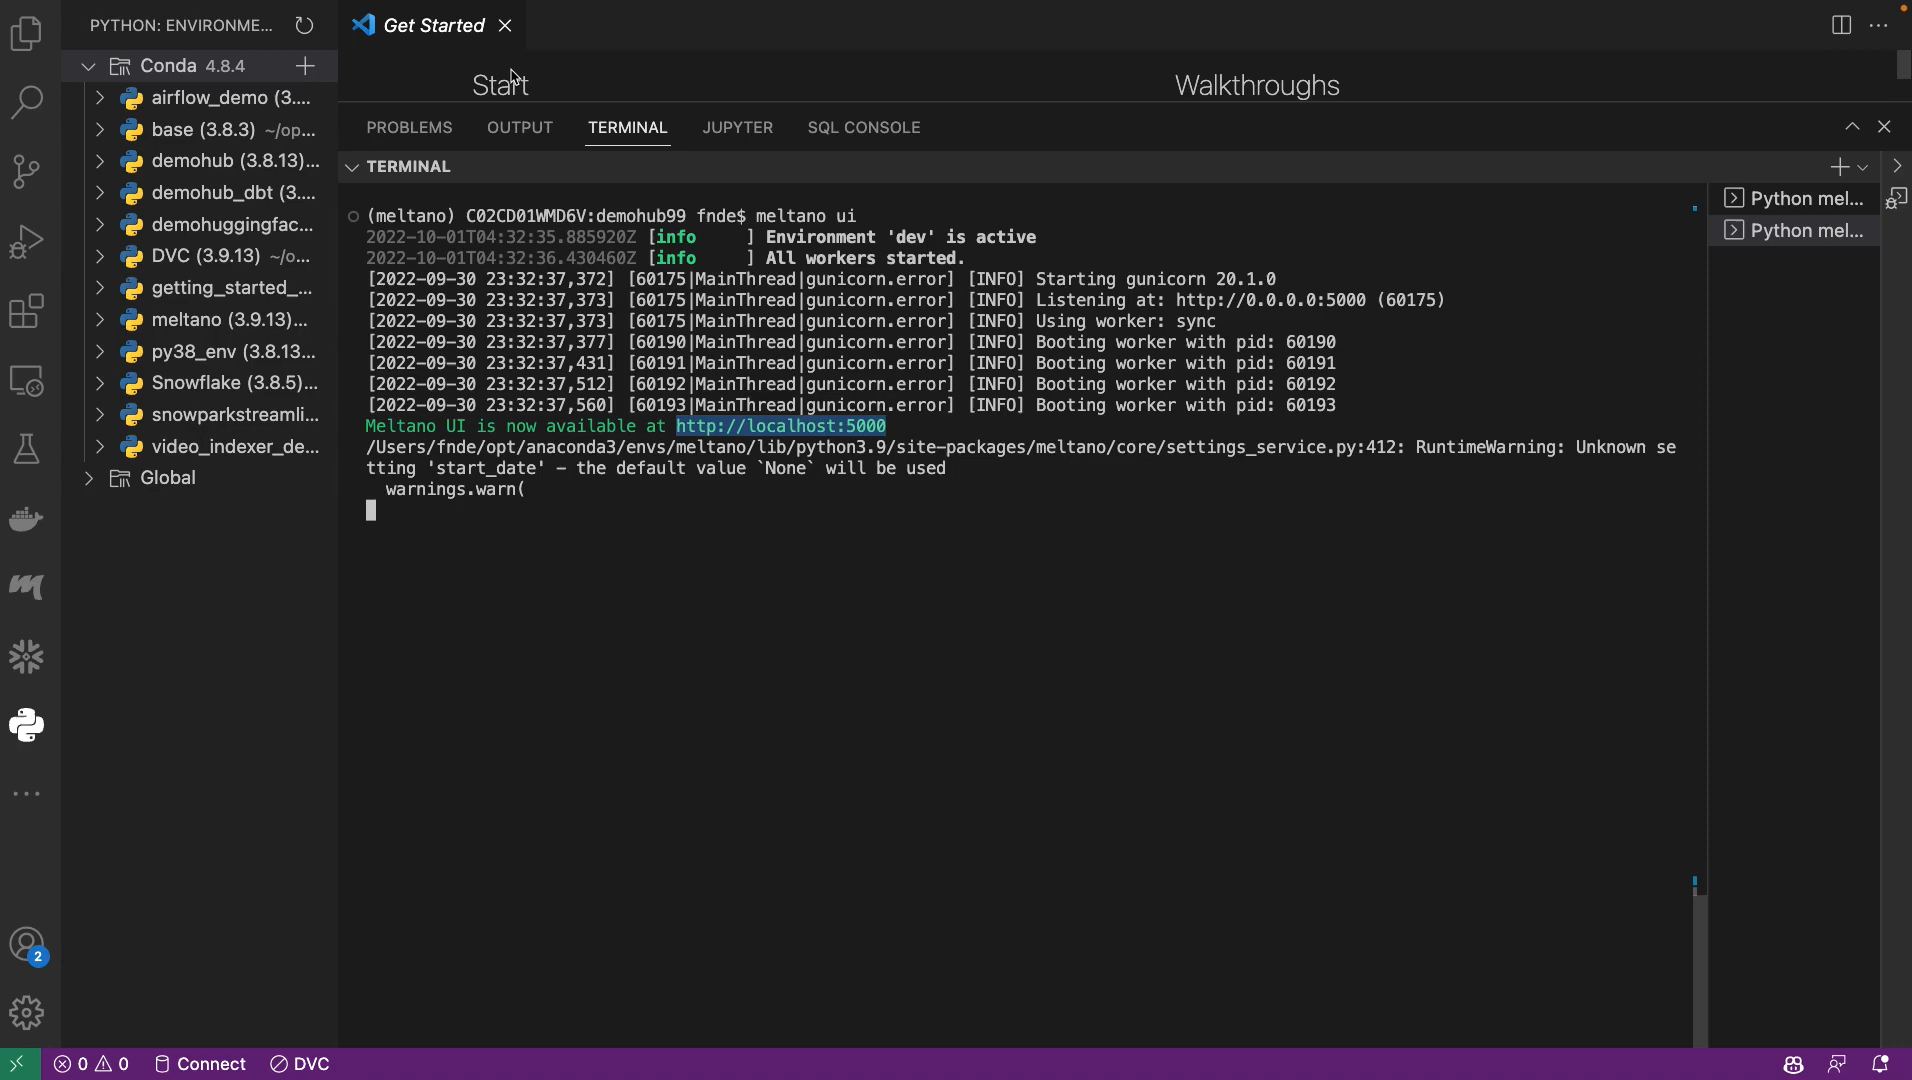 PYTHON: ENVIRONME...
Get Started
Conda 4.8.4
airflow_demo (3....
base (3.8.3) ~/op...
demohub (3.8.13)...
demohub_dbt (3....
demohuggingfac...
DVC (3.9.13) ~/o...
getting_started_...
meltano (3.9.13)...
py38_env (3.8.13...
Snowflake (3.8.5)...
snowparkstreamli...
video_indexer_de...
Global
Start
Walkthroughs
PROBLEMS OUTPUT TERMINAL JUPYTER SQL CONSOLE
TERMINAL
(meltano) C02CD01WMD6V:demohub99 fnde$ meltano ui
2022-10-01T04:32:35.885920Z [info     ] Environment 'dev' is active
2022-10-01T04:32:36.430460Z [info     ] All workers started.
[2022-09-30 23:32:37,372] [60175|MainThread|gunicorn.error] [INFO] Starting gunicorn 20.1.0
[2022-09-30 23:32:37,373] [60175|MainThread|gunicorn.error] [INFO] Listening at: http://0.0.0.0:5000 (60175)
[2022-09-30 23:32:37,373] [60175|MainThread|gunicorn.error] [INFO] Using worker: sync
[2022-09-30 23:32:37,377] [60190|MainThread|gunicorn.error] [INFO] Booting worker with pid: 60190
[2022-09-30 23:32:37,431] [60191|MainThread|gunicorn.error] [INFO] Booting worker with pid: 60191
[2022-09-30 23:32:37,512] [60192|MainThread|gunicorn.error] [INFO] Booting worker with pid: 60192
[2022-09-30 23:32:37,560] [60193|MainThread|gunicorn.error] [INFO] Booting worker with pid: 60193
Meltano UI is now available at http://localhost:5000
/Users/fnde/opt/anaconda3/envs/meltano/lib/python3.9/site-packages/meltano/core/settings_service.py:412: RuntimeWarning: Unknown se
tting 'start_date' - the default value `None` will be used
  warnings.warn(
Python mel...
Python mel...
2
0 0 Connect DVC